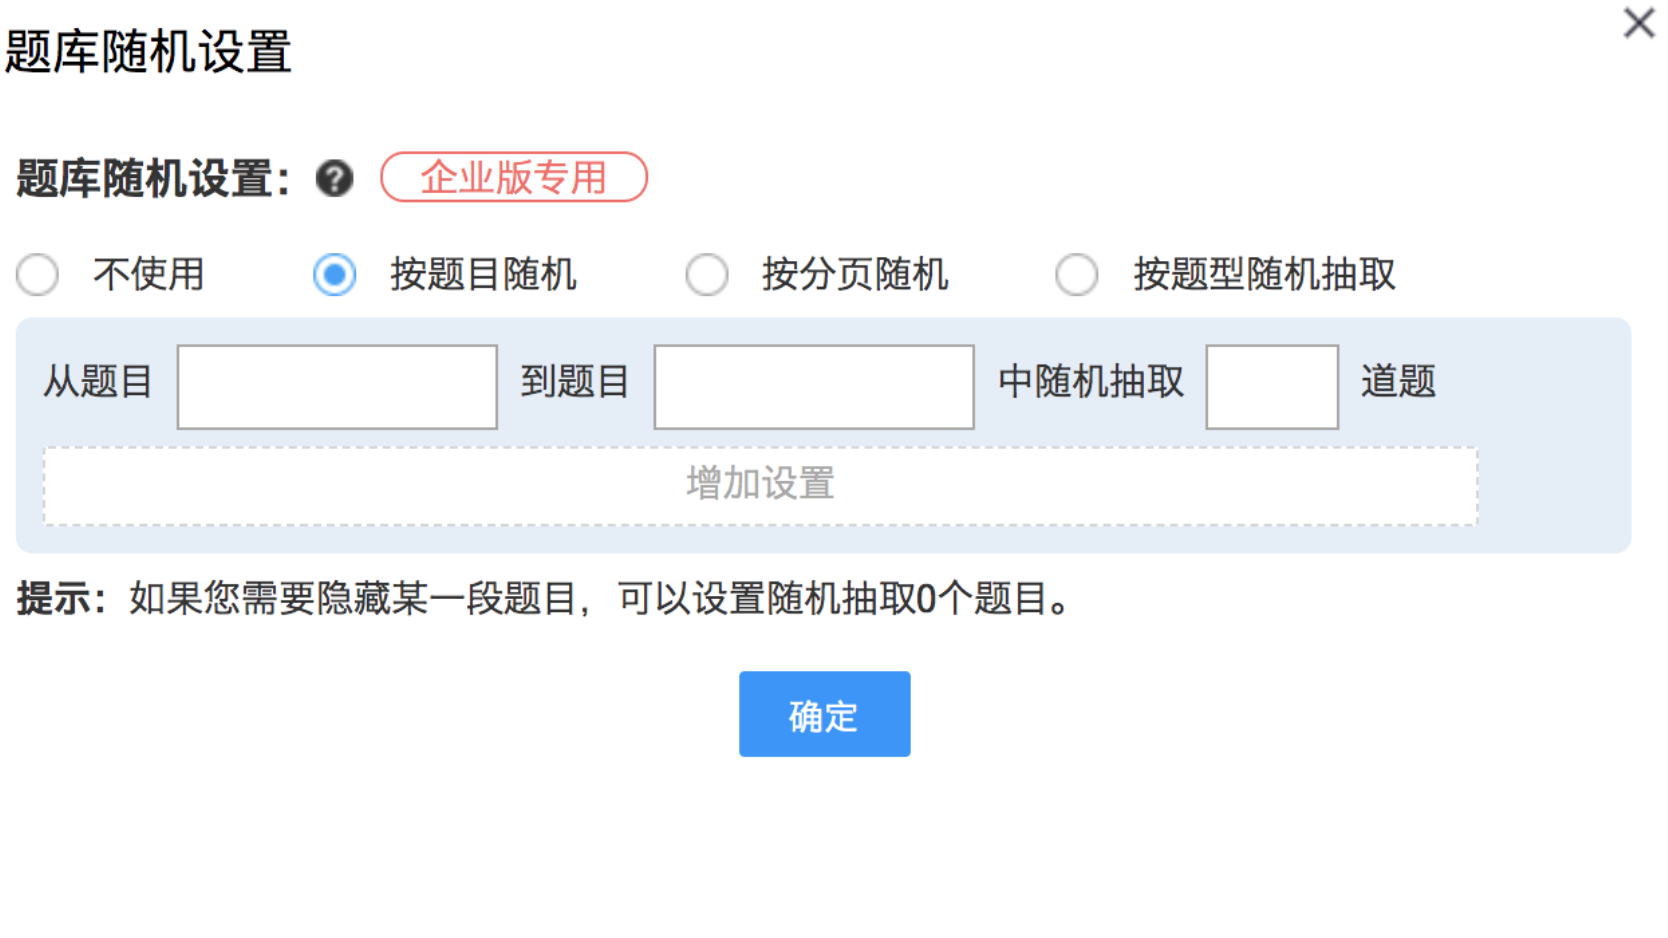 题库随机设置
题库随机设置： ? 企业版专用
不使用 按题目随机 按分页随机 按题型随机抽取
从题目 到题目 中随机抽取 道题
增加设置
提示：如果您需要隐藏某一段题目，可以设置随机抽取0个题目。
确定